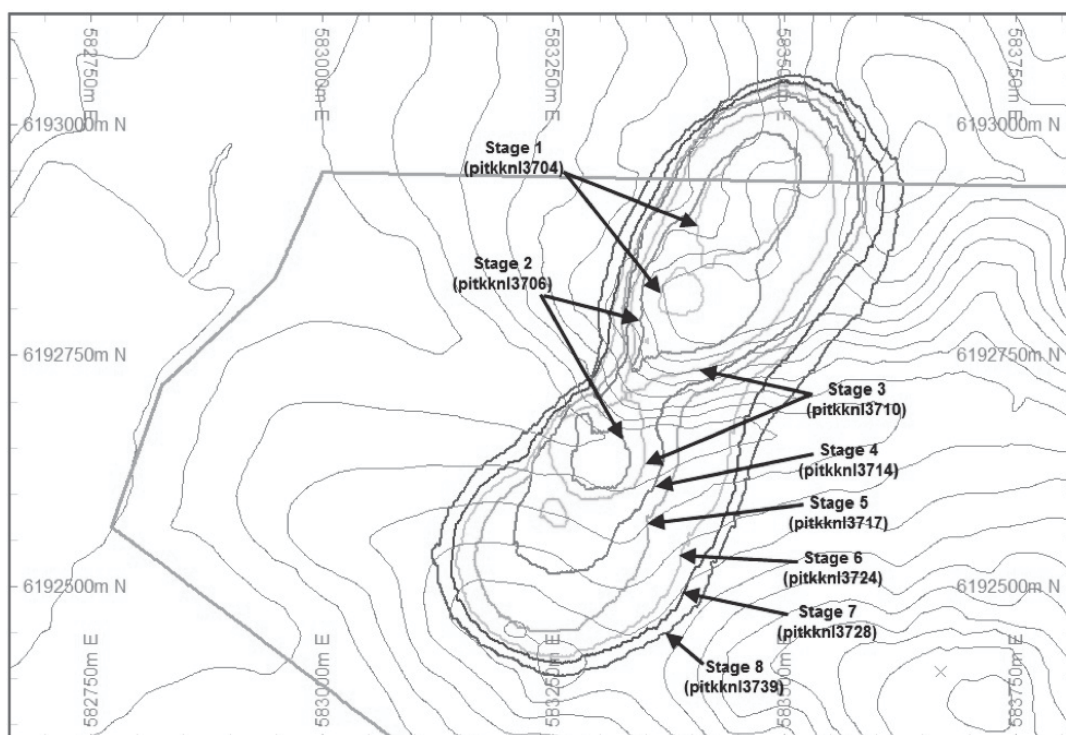 582750m E
583000m E
583250m E
583500m E
583750m E
6193000m N
6193000m N
Stage 1
(pitkknl3704)
Stage 2
(pitkknl3706)
6192750m N
6192750m N
Stage 3
(pitkknl3710)
Stage 4
(pitkknl3714)
Stage 5
(pitkknl3717)
6192500m N
6192500m N
Stage 6
(pitkknl3724)
Stage 7
(pitkknl3728)
Stage 8
(pitkknl3739)
582750m E
583000m E
583250m E
583500m E
583750m E